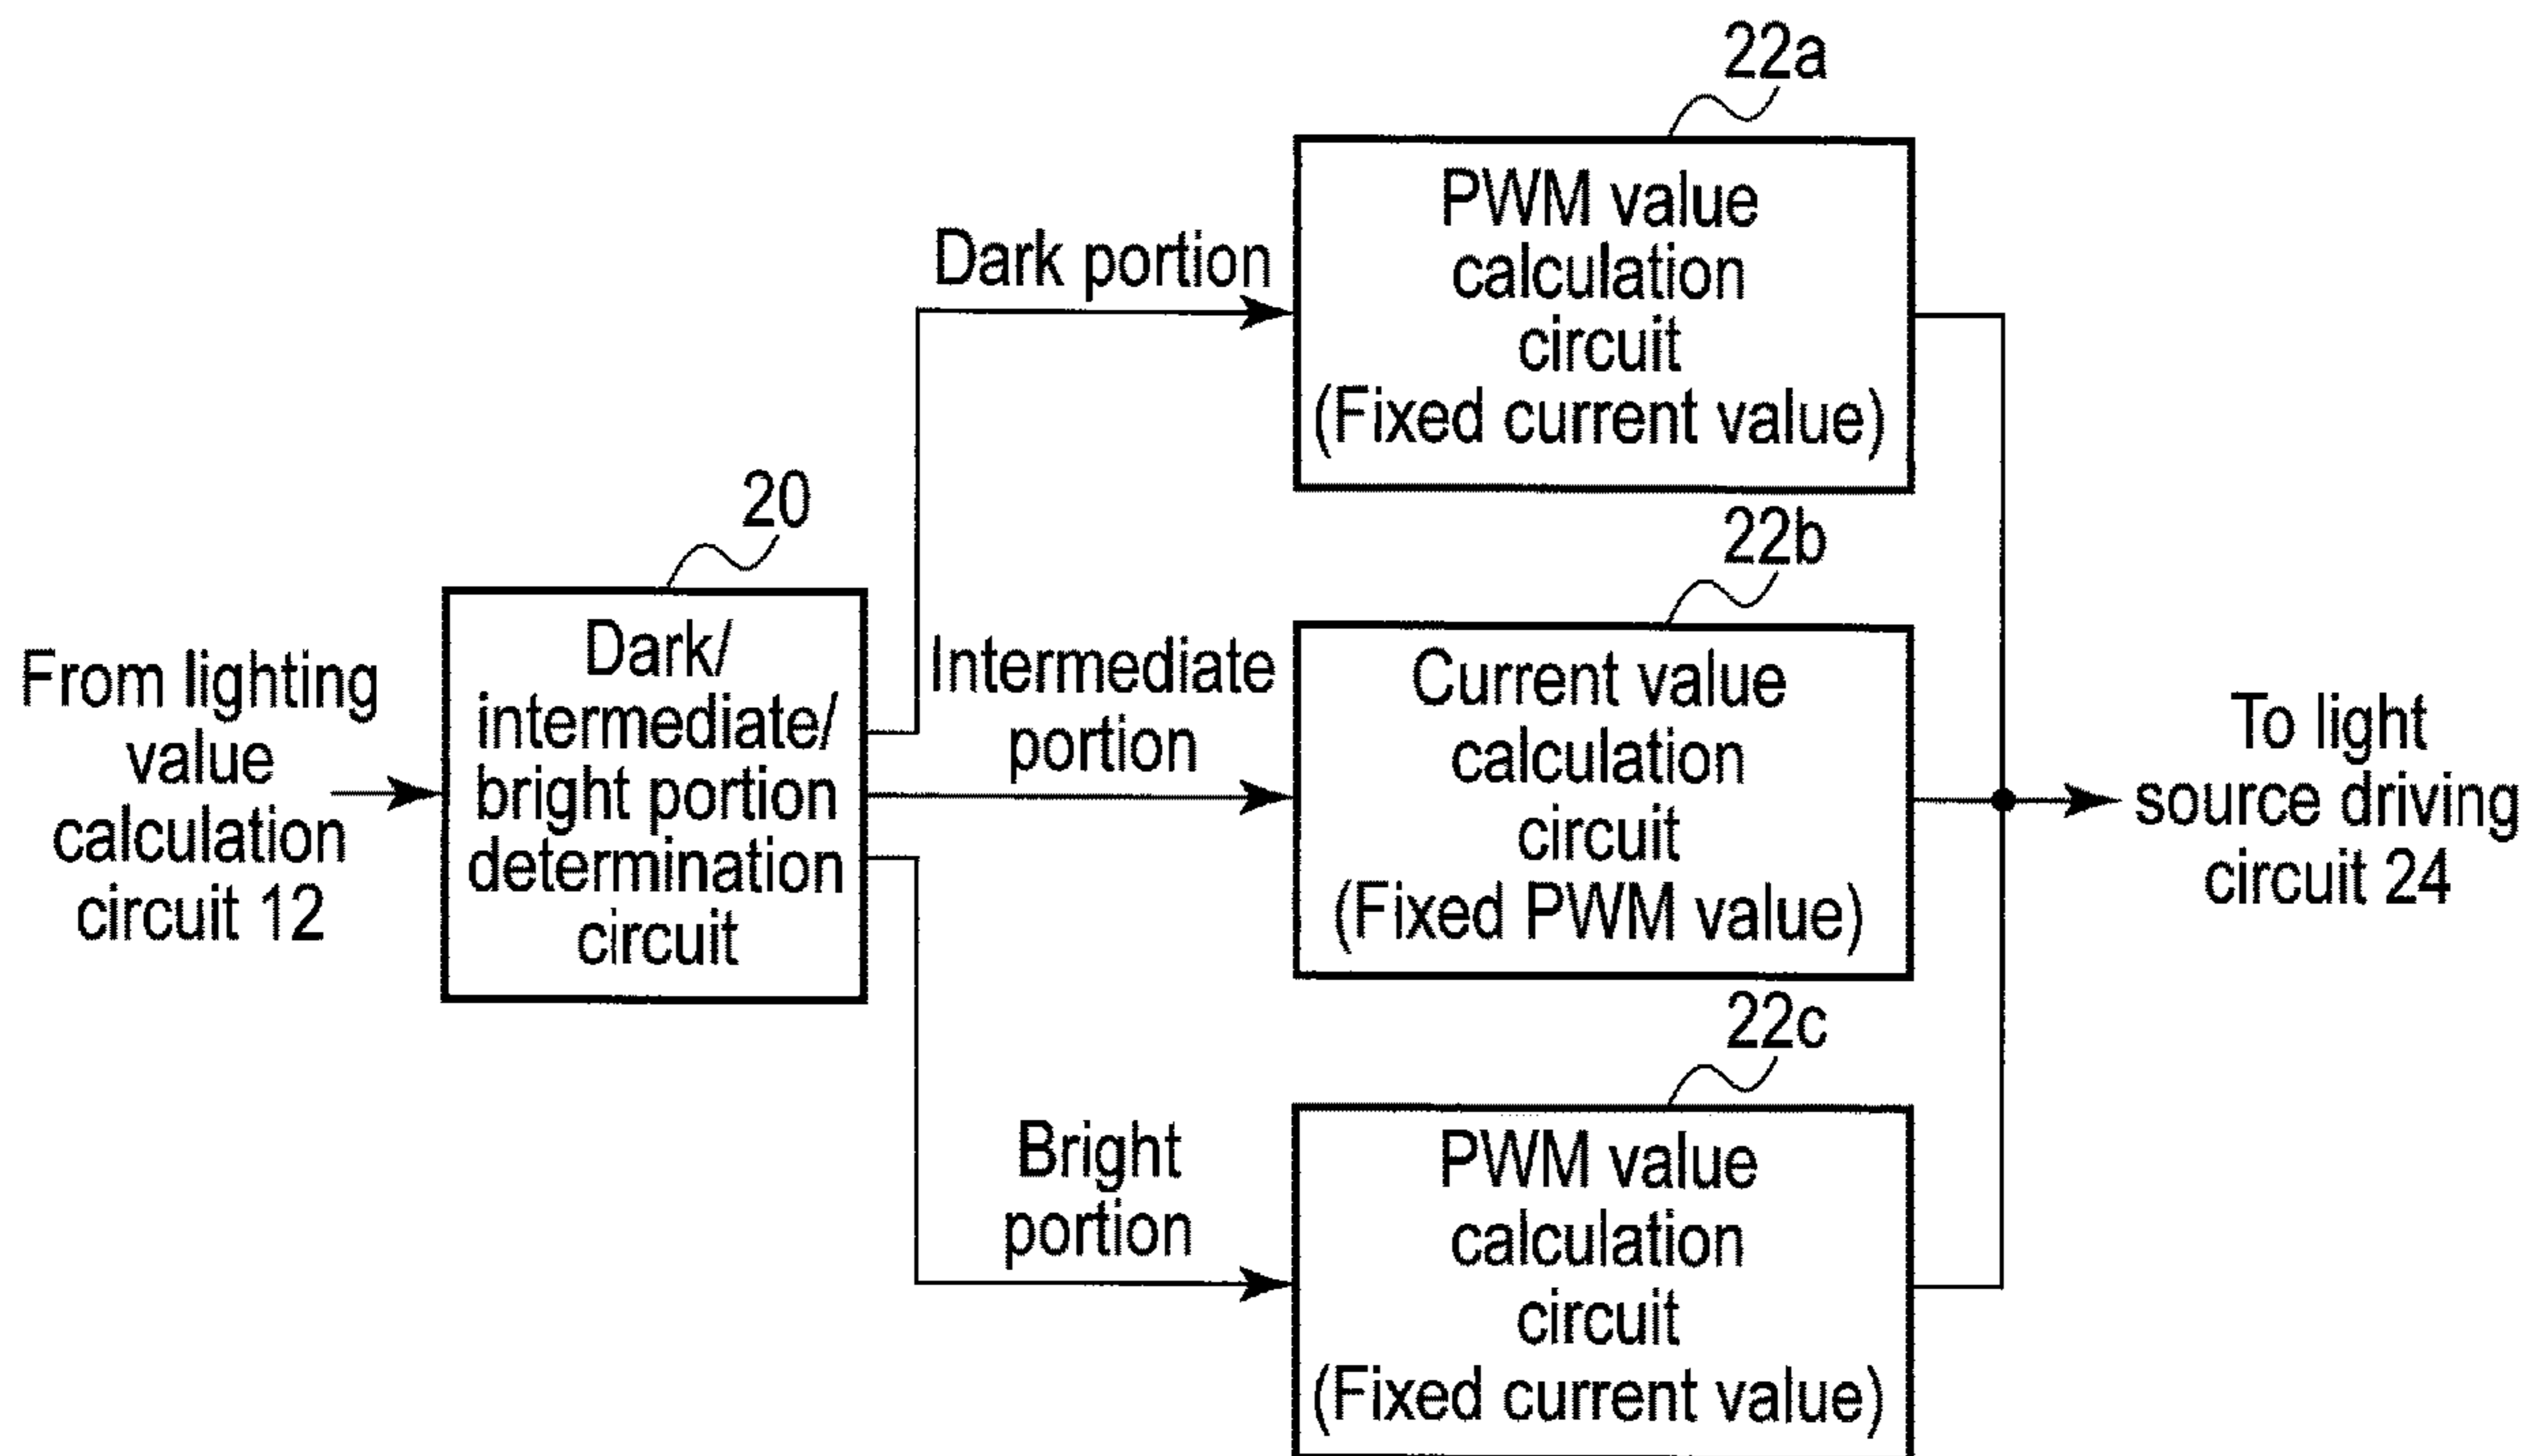 From lighting
value
calculation
circuit 12
20
Dark/
intermediate/
bright portion
determination
circuit
Dark portion
Intermediate
portion
Bright
portion
22a
PWM value
calculation
circuit
(Fixed current value)
22b
Current value
calculation
circuit
(Fixed PWM value)
22c
PWM value
calculation
circuit
(Fixed current value)
To light
source driving
circuit 24